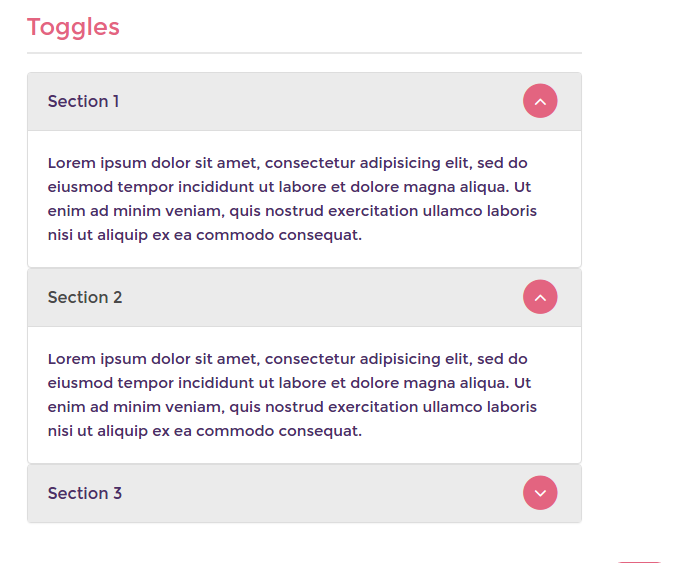 Toggles
Section 1
Lorem ipsum dolor sit amet, consectetur adipisicing elit, sed do
eiusmod tempor incididunt ut labore et dolore magna aliqua. Ut
enim ad minim veniam, quis nostrud exercitation ullamco laboris
nisi ut aliquip ex ea commodo consequat.
Section 2
Lorem ipsum dolor sit amet, consectetur adipisicing elit, sed do
eiusmod tempor incididunt ut labore et dolore magna aliqua. Ut
enim ad minim veniam, quis nostrud exercitation ullamco laboris
nisi ut aliquip ex ea commodo consequat.
Section 3